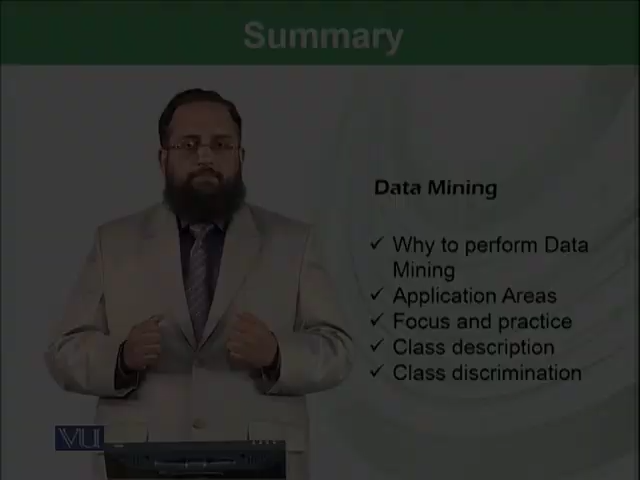 Summary
Data Mining
✓ Why to perform Data
Mining
✓ Application Areas
✓ Focus and practice
✓ Class description
✓ Class discrimination
VU